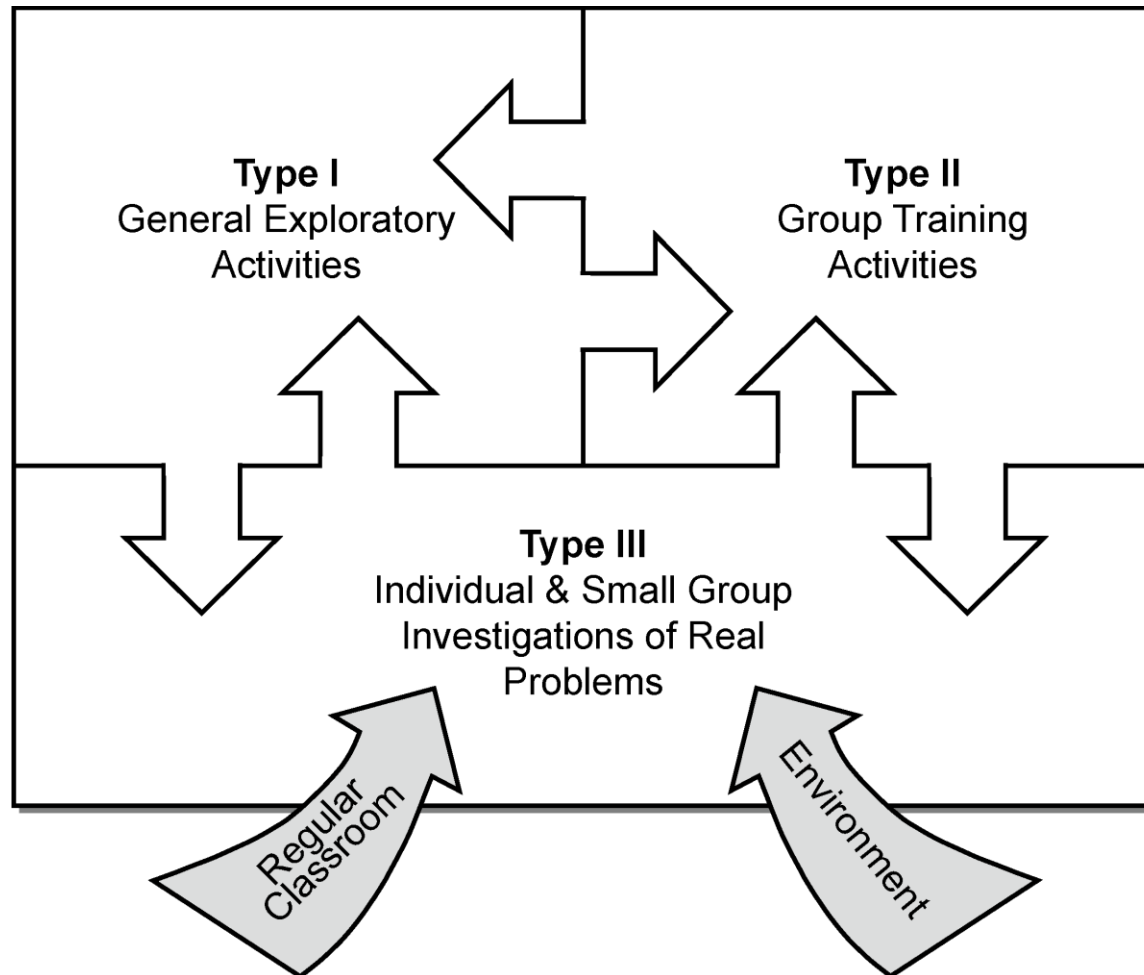 Type I
General Exploratory
Activities
Type II
Group Training
Activities
Type III
Individual & Small Group
Investigations of Real
Problems
Regular
Classroom
Environment